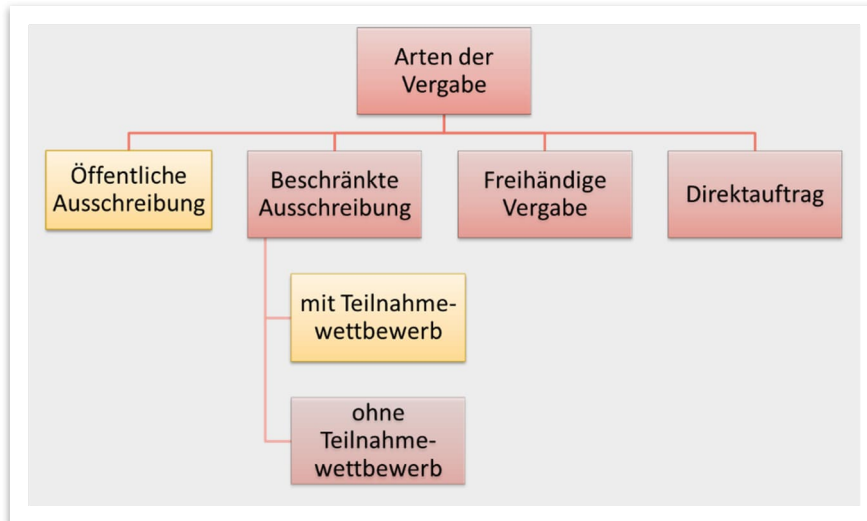 Arten der
Vergabe
Öffentliche
Ausschreibung
Beschränkte
Ausschreibung
Freihändige
Vergabe
Direktauftrag
mit Teilnahme-
wettbewerb
ohne
Teilnahme-
wettbewerb